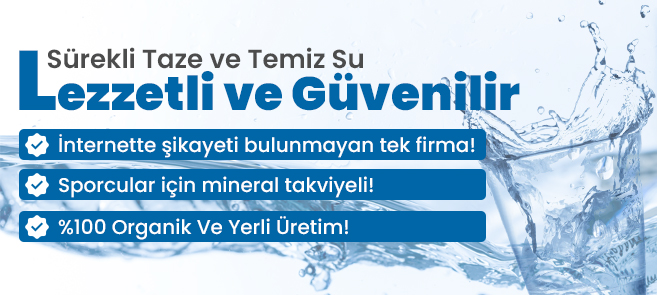 Sürekli Taze ve Temiz Su
Lezzetli ve Güvenilir
İnternette şikayeti bulunmayan tek firma!
Sporcular için mineral takviyeli!
%100 Organik Ve Yerli Üretim!